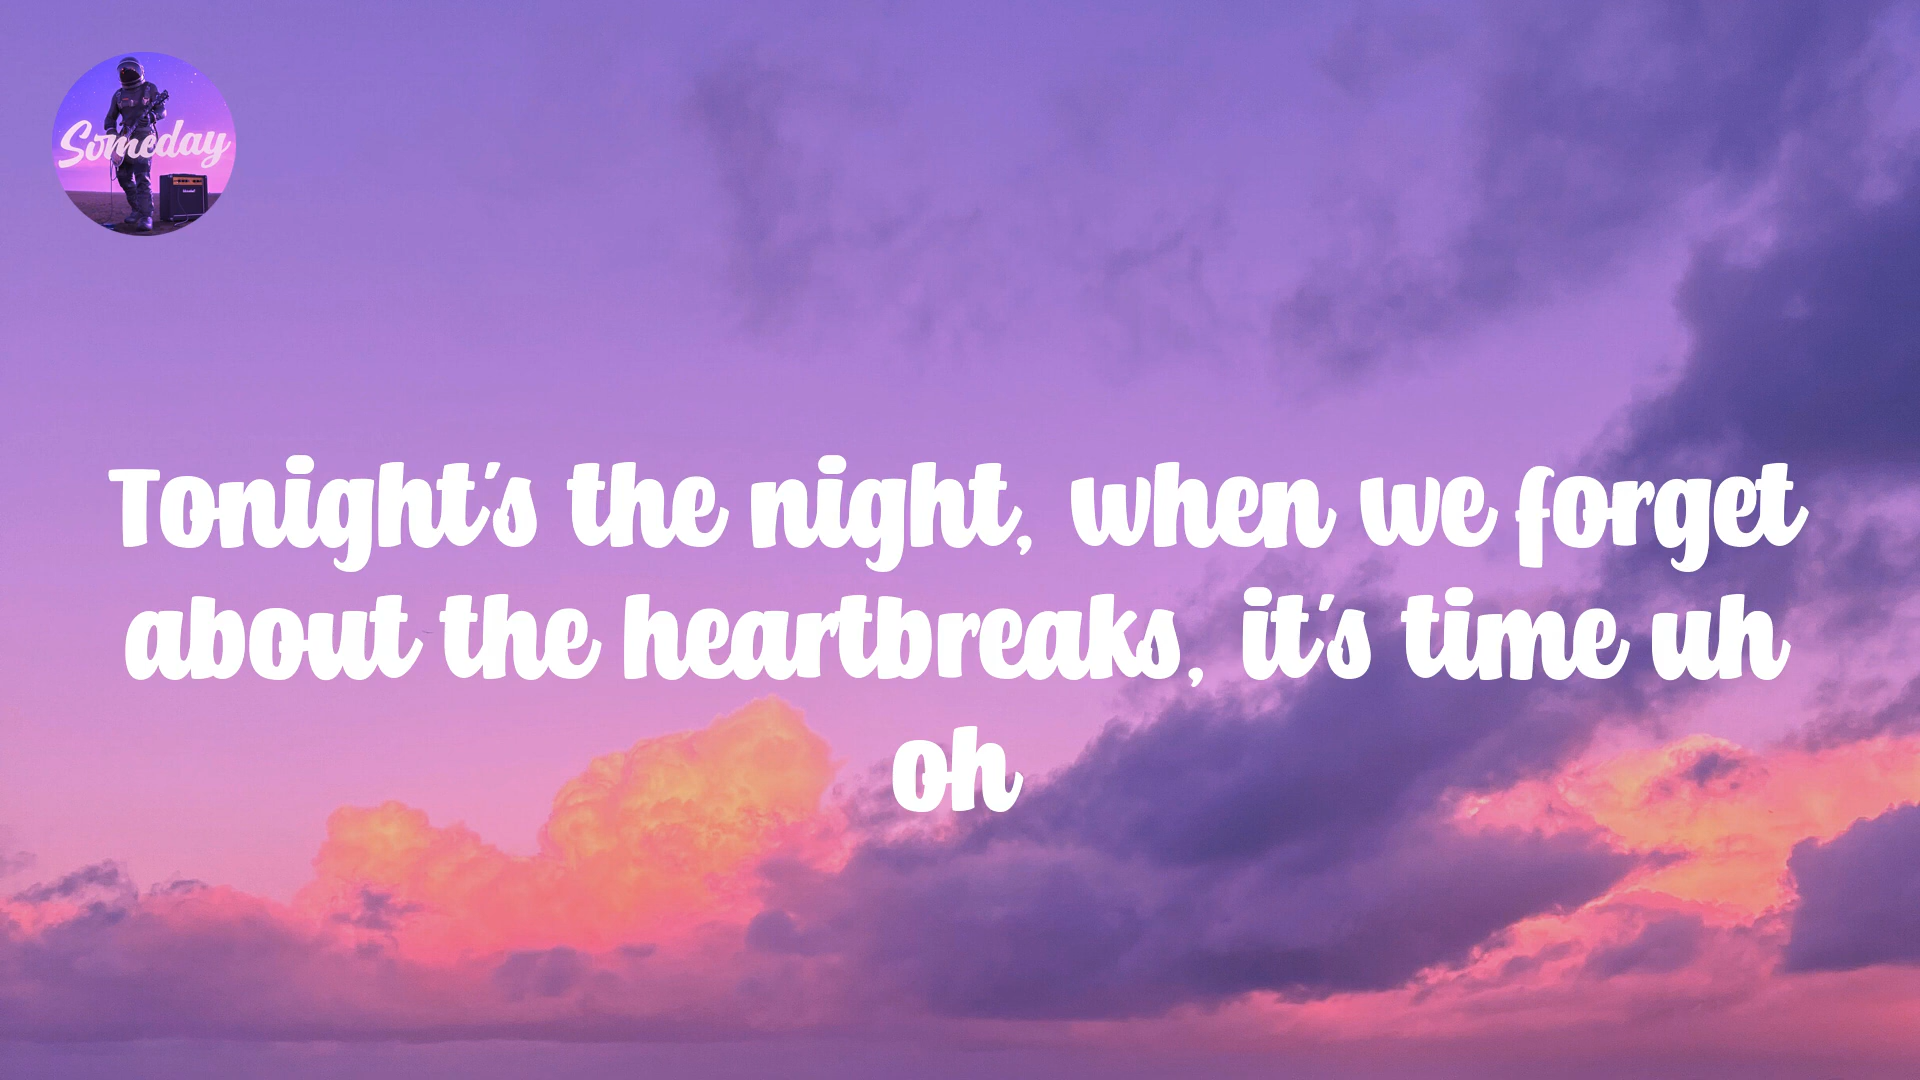 Someday
Tonight's the night, when we forget
about the heartbreaks, it's time uh
oh